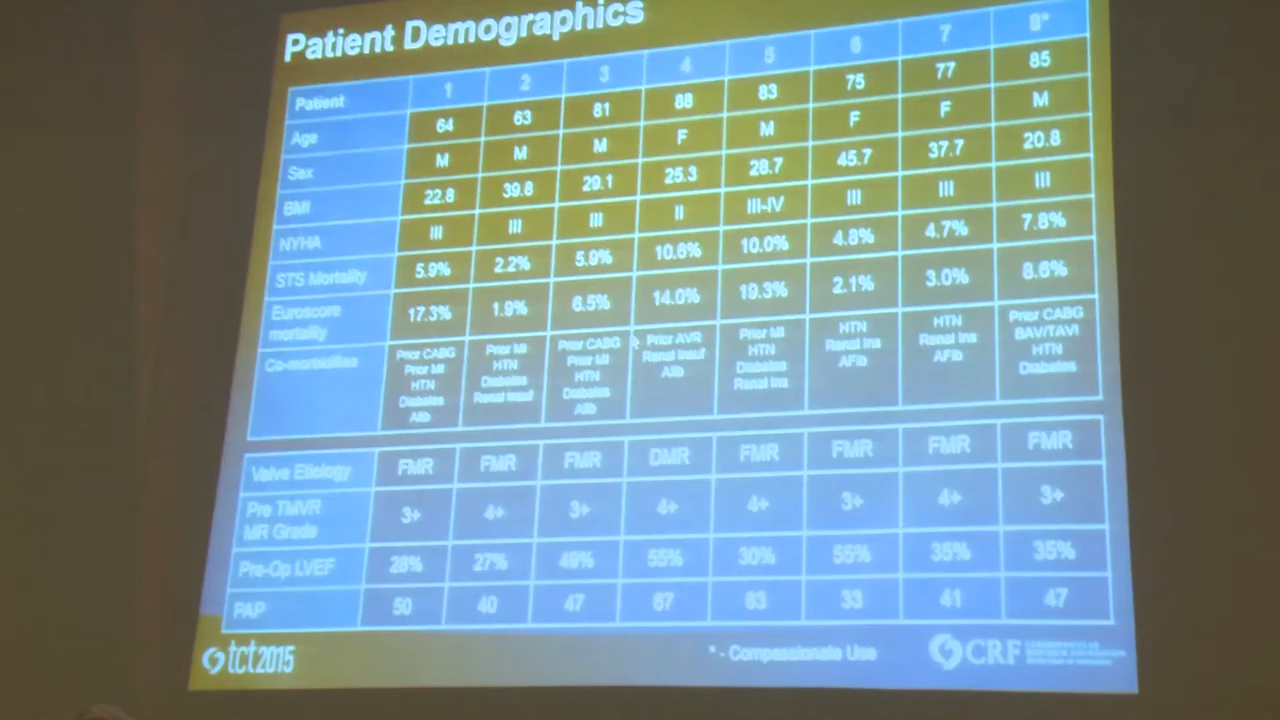 Patient Demographics
Patient 1 2 3 4 5 6 7 8*
Age 64 63 81 88 83 75 77 85
Sex M M M F M F F M
BMI 22.8 39.8 29.1 25.3 28.7 45.7 37.7 20.8
NYHA III III III II III-IV III III III
STS Mortality 5.9% 2.2% 5.9% 10.6% 10.0% 4.8% 4.7% 7.8%
Euroscore mortality 17.3% 1.9% 6.5% 14.0% 19.3% 2.1% 3.0% 8.6%
Co-morbidities
Prior CABG
Prior MI
HTN
Diabetes
Afib
Prior MI
HTN
Diabetes
Renal Insuf
Prior CABG
Prior MI
HTN
Diabetes
Afib
Prior AVR
Renal Insuf
Afib
Prior MI
HTN
Diabetes
Renal Ins
HTN
Renal Ins
AFib
HTN
Renal Ins
AFib
Prior CABG
BAV/TAVI
HTN
Diabetes
Valve Etiology FMR FMR FMR DMR FMR FMR FMR FMR
Pre TMVR MR Grade 3+ 4+ 3+ 4+ 4+ 3+ 4+ 3+
Pre-Op LVEF 28% 27% 49% 55% 30% 55% 35% 35%
PAP 50 40 47 67 63 33 41 47
tct2015
* - Compassionate Use
CRF